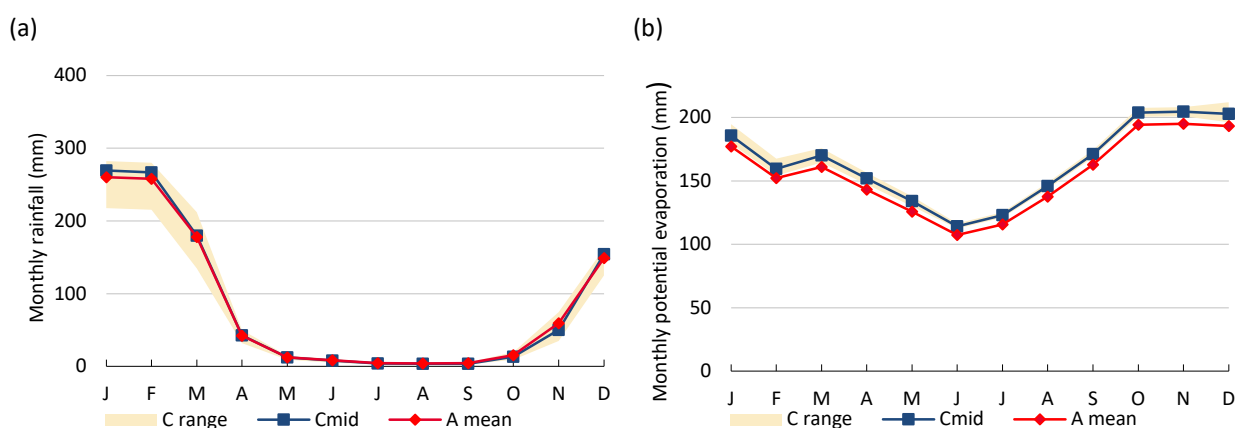 (a)
Monthly rainfall (mm)
400
300
200
100
0
J F M A M J J A S O N D
C range Cmid A mean
(b)
Monthly potential evaporation (mm)
200
150
100
50
0
J F M A M J J A S O N D
C range Cmid A mean